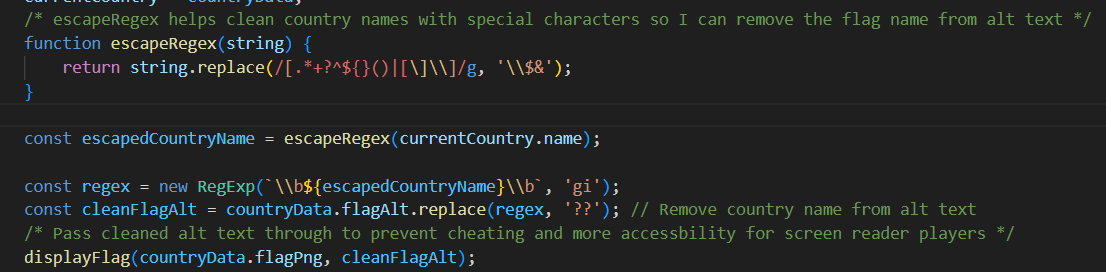 /* escapeRegex helps clean country names with special characters so I can remove the flag name from alt text */
function escapeRegex(string) {
    return string.replace(/[.*+?^${}()|[\]\\]/g, '\\$&');
}
const escapedCountryName = escapeRegex(currentCountry.name);
const regex = new RegExp(`\\b${escapedCountryName}\\b`, 'gi');
const cleanFlagAlt = countryData.flagAlt.replace(regex, '??'); // Remove country name from alt text
/* Pass cleaned alt text through to prevent cheating and more accessbility for screen reader players */
displayFlag(countryData.flagPng, cleanFlagAlt);